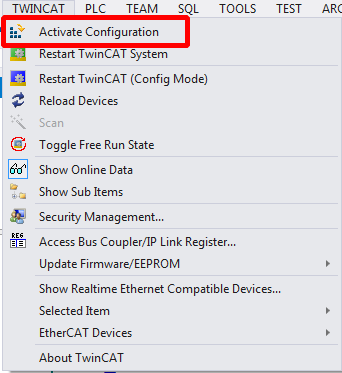 TWINCAT PLC TEAM SQL TOOLS TEST
Activate Configuration
Restart TwinCAT System
Restart TwinCAT (Config Mode)
Reload Devices
Scan
Toggle Free Run State
Show Online Data
Show Sub Items
Security Management...
REG
Access Bus Coupler/IP Link Register...
Update Firmware/EEPROM
Show Realtime Ethernet Compatible Devices...
Selected Item
EtherCAT Devices
About TwinCAT